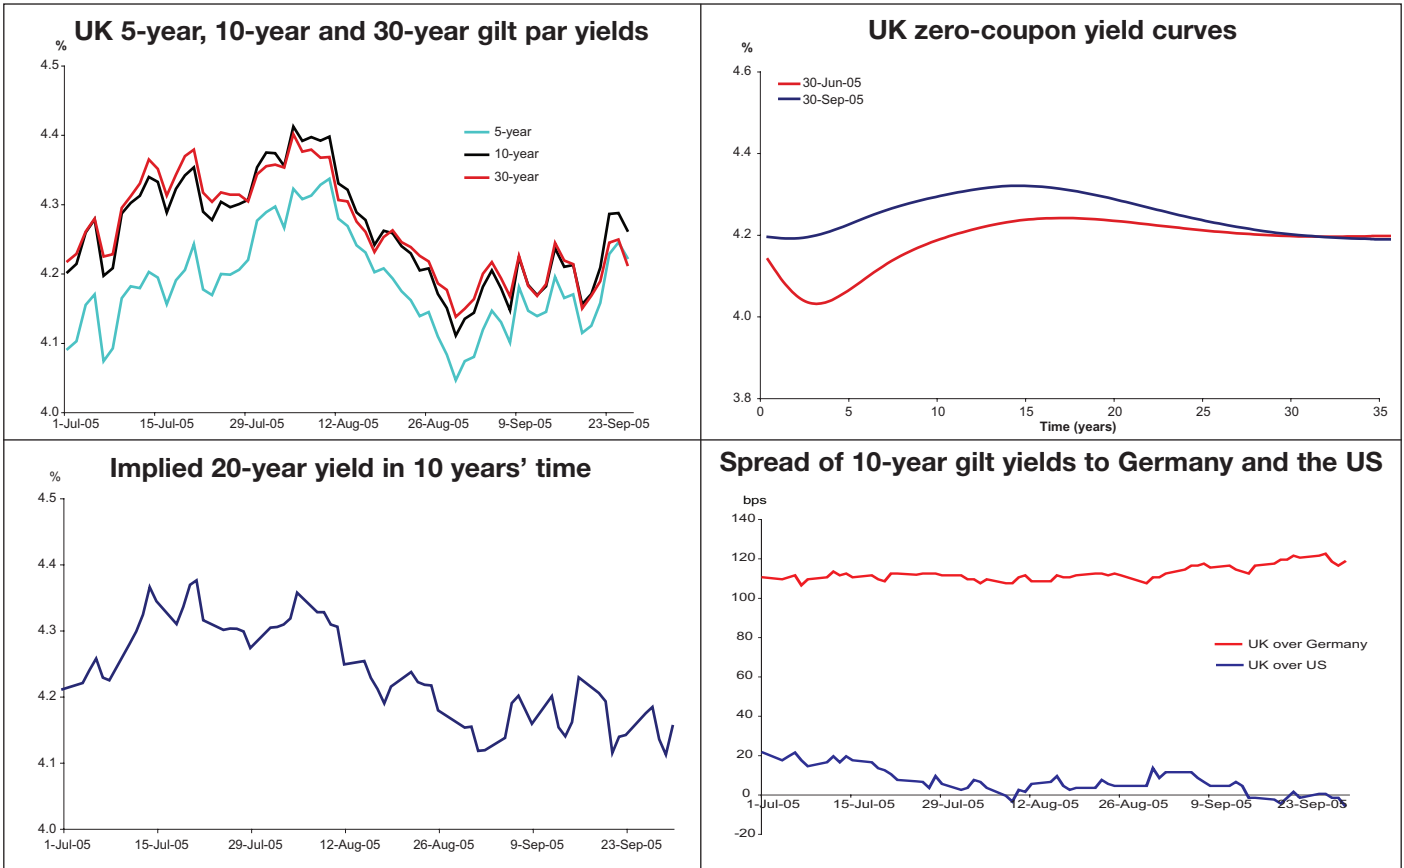 UK 5-year, 10-year and 30-year gilt par yields
%
4.5
4.4
4.3
4.2
4.1
4.0
5-year
10-year
30-year
1-Jul-05 15-Jul-05 29-Jul-05 12-Aug-05 26-Aug-05 9-Sep-05 23-Sep-05
UK zero-coupon yield curves
%
4.6
4.4
4.2
4.0
3.8
30-Jun-05
30-Sep-05
0 5 10 15 20 25 30 35
Time (years)
Implied 20-year yield in 10 years’ time
%
4.5
4.4
4.3
4.2
4.1
4.0
1-Jul-05 15-Jul-05 29-Jul-05 12-Aug-05 26-Aug-05 9-Sep-05 23-Sep-05
Spread of 10-year gilt yields to Germany and the US
bps
140
120
100
80
60
40
20
0
-20
UK over Germany
UK over US
1-Jul-05 15-Jul-05 29-Jul-05 12-Aug-05 26-Aug-05 9-Sep-05 23-Sep-05